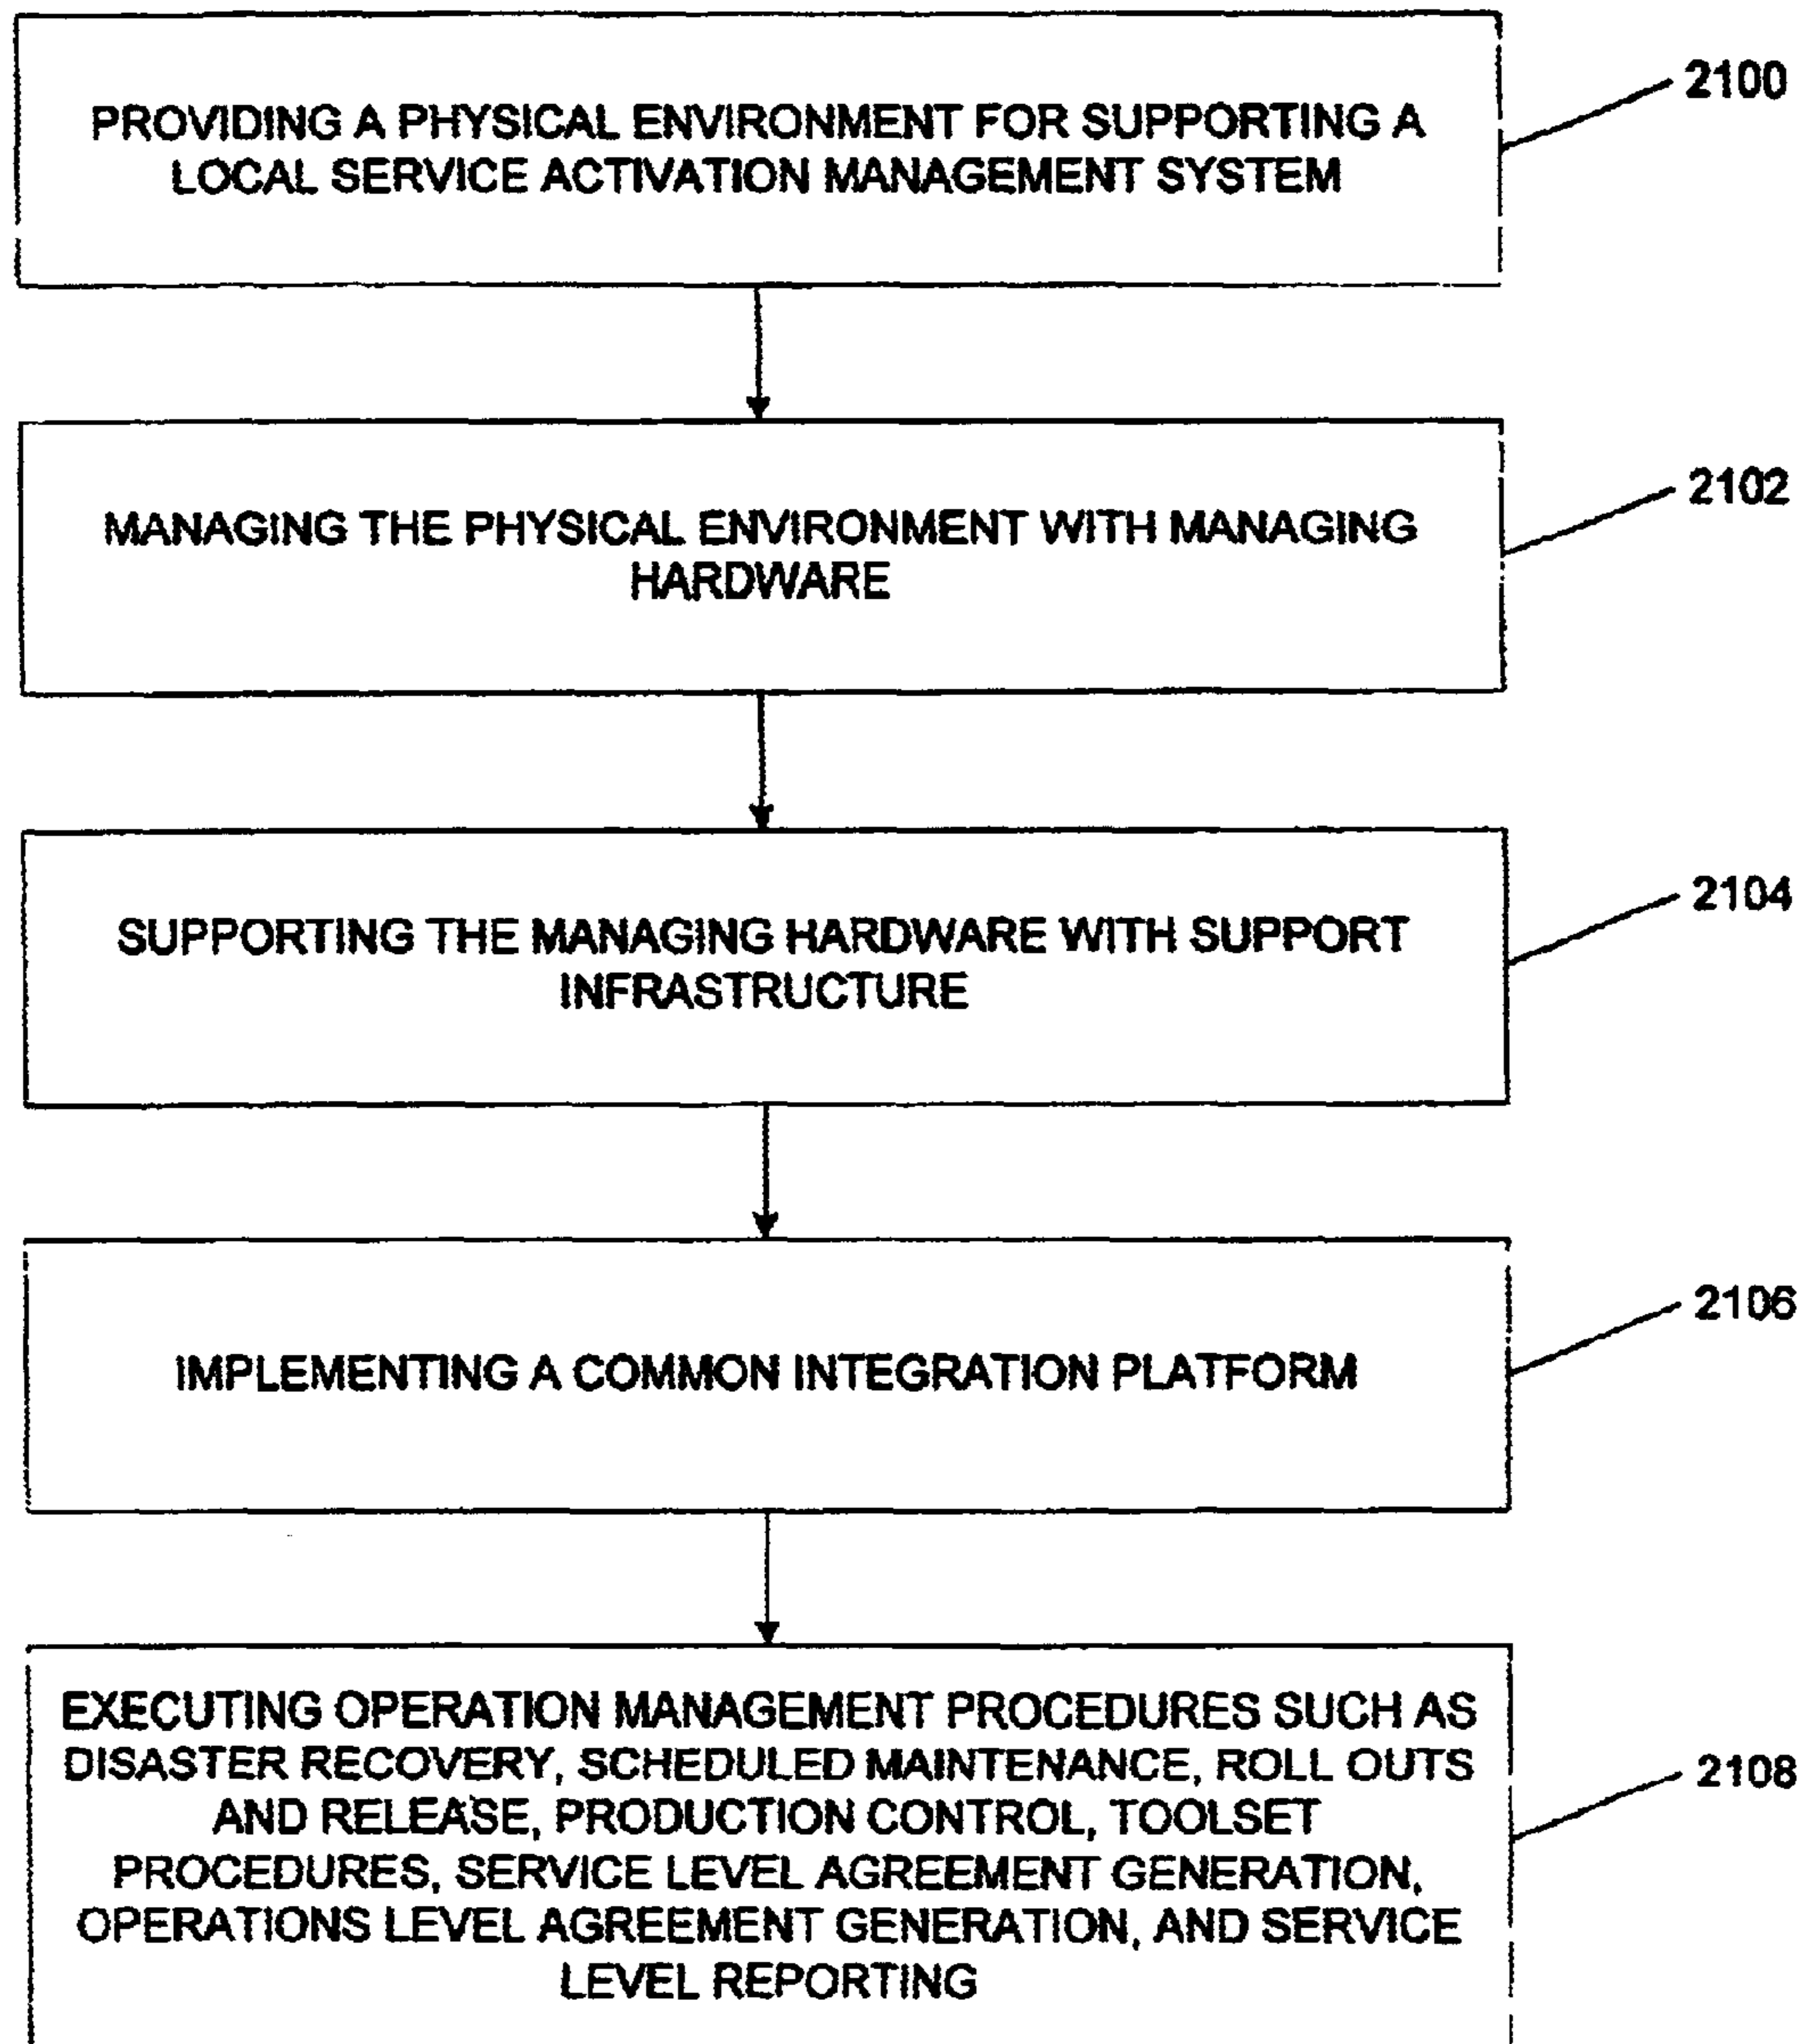 PROVIDING A PHYSICAL ENVIRONMENT FOR SUPPORTING A
LOCAL SERVICE ACTIVATION MANAGEMENT SYSTEM
2100
MANAGING THE PHYSICAL ENVIRONMENT WITH MANAGING
HARDWARE
2102
SUPPORTING THE MANAGING HARDWARE WITH SUPPORT
INFRASTRUCTURE
2104
IMPLEMENTING A COMMON INTEGRATION PLATFORM
2106
EXECUTING OPERATION MANAGEMENT PROCEDURES SUCH AS
DISASTER RECOVERY, SCHEDULED MAINTENANCE, ROLL OUTS
AND RELEASE, PRODUCTION CONTROL, TOOLSET
PROCEDURES, SERVICE LEVEL AGREEMENT GENERATION,
OPERATIONS LEVEL AGREEMENT GENERATION, AND SERVICE
LEVEL REPORTING
2108